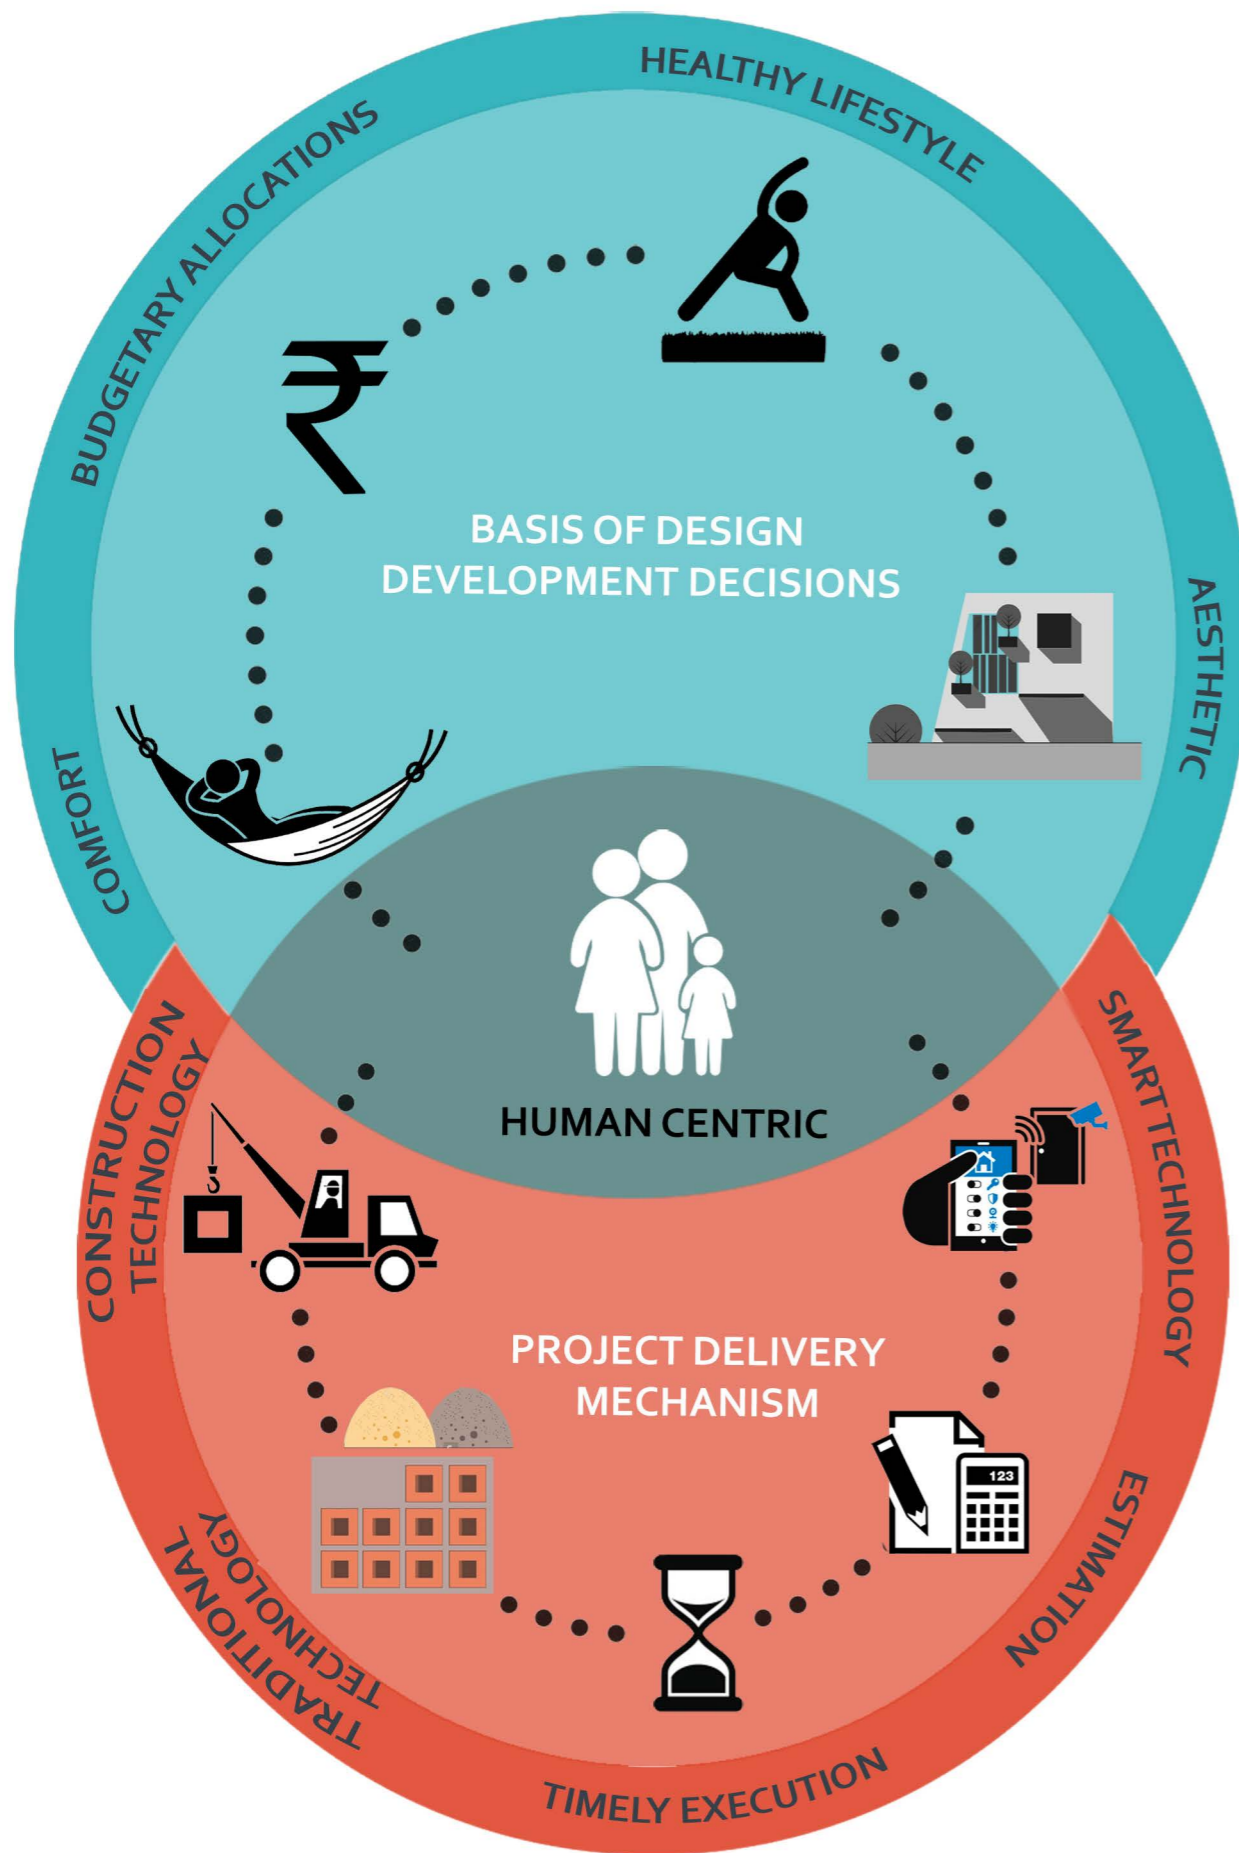 HEALTHY LIFESTYLE
BUDGETARY ALLOCATIONS
₹
BASIS OF DESIGN
DEVELOPMENT DECISIONS
AESTHETIC
COMFORT
HUMAN CENTRIC
CONSTRUCTION
TECHNOLOGY
SMART TECHNOLOGY
PROJECT DELIVERY
MECHANISM
123
TRADITIONAL
TECHNOLOGY
ESTIMATION
TIMELY EXECUTION